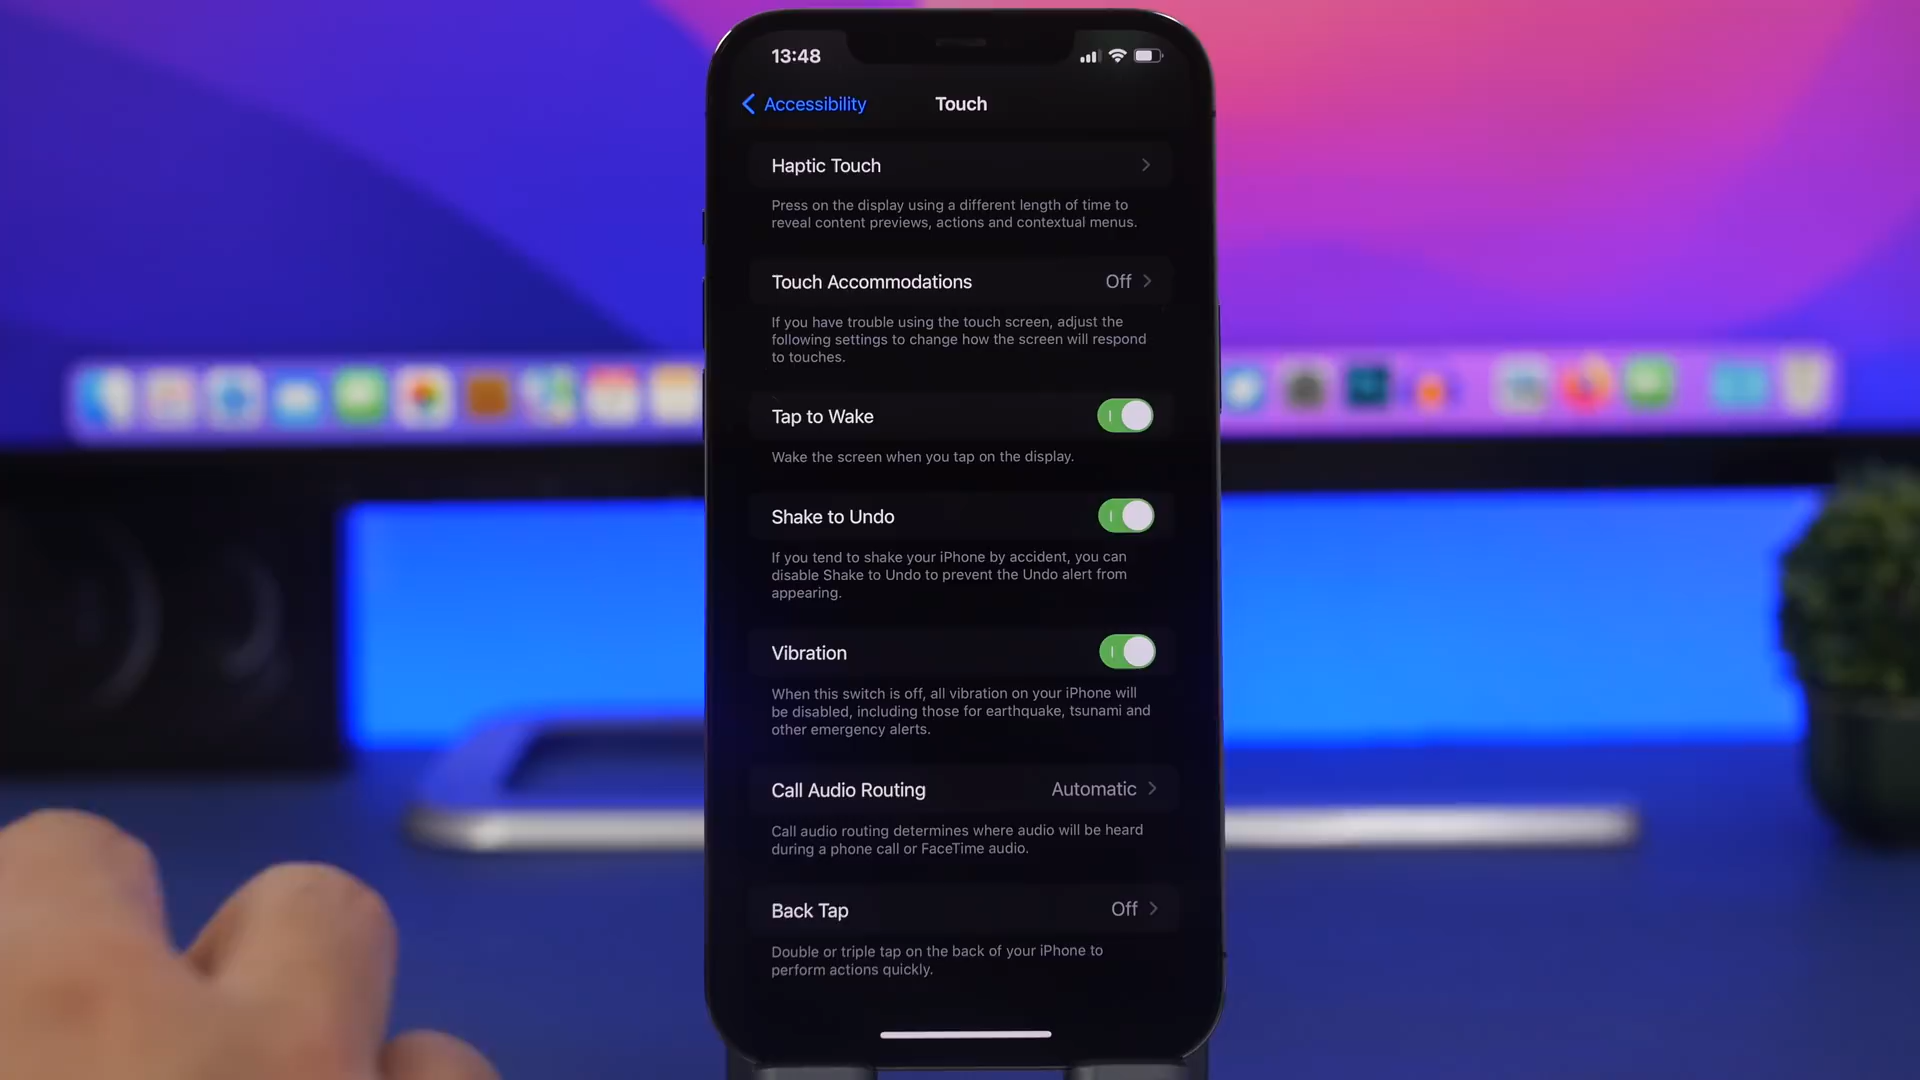 13:48
Accessibility
Touch
Haptic Touch
Press on the display using a different length of time to
reveal content previews, actions and contextual menus.
Touch Accommodations
Off
If you have trouble using the touch screen, adjust the
following settings to change how the screen will respond
to touches.
Tap to Wake
Wake the screen when you tap on the display.
Shake to Undo
If you tend to shake your iPhone by accident, you can
disable Shake to Undo to prevent the Undo alert from
appearing.
Vibration
When this switch is off, all vibration on your iPhone will
be disabled, including those for earthquake, tsunami and
other emergency alerts.
Call Audio Routing
Automatic
Call audio routing determines where audio will be heard
during a phone call or FaceTime audio.
Back Tap
Off
Double or triple tap on the back of your iPhone to
perform actions quickly.